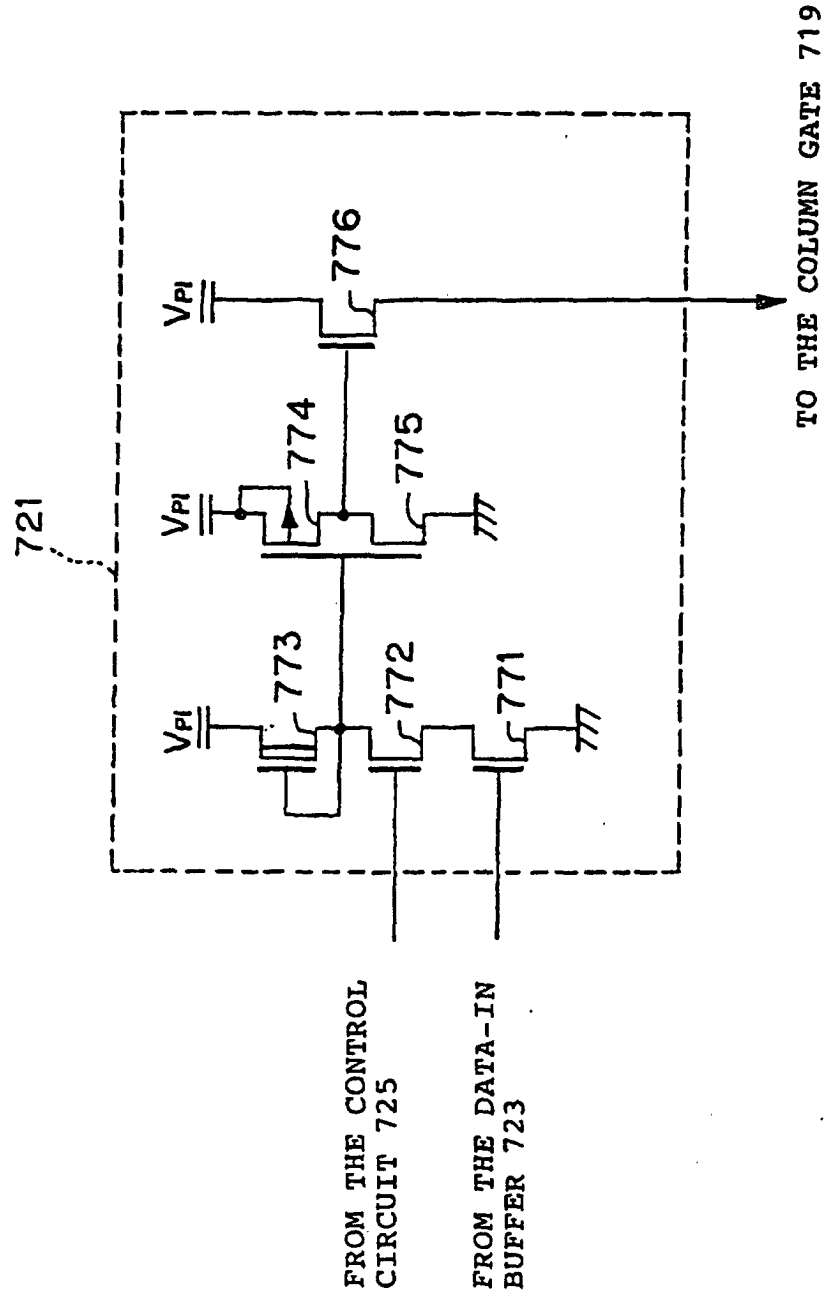 721
VPI
VPI
VPI
773
774
776
772
775
771
FROM THE CONTROL
CIRCUIT 725
FROM THE DATA-IN
BUFFER 723
TO THE COLUMN GATE 719